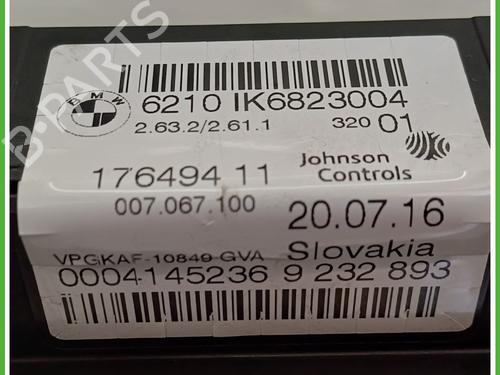 B-PARTS
BMW
6210 IK6823004
2.63.2/2.61.1
320 01
176494 11
Johnson
Controls
007.067.100
20.07.16
VPGKAF-10849-GVA Slovakia
0004145236 9 232 893